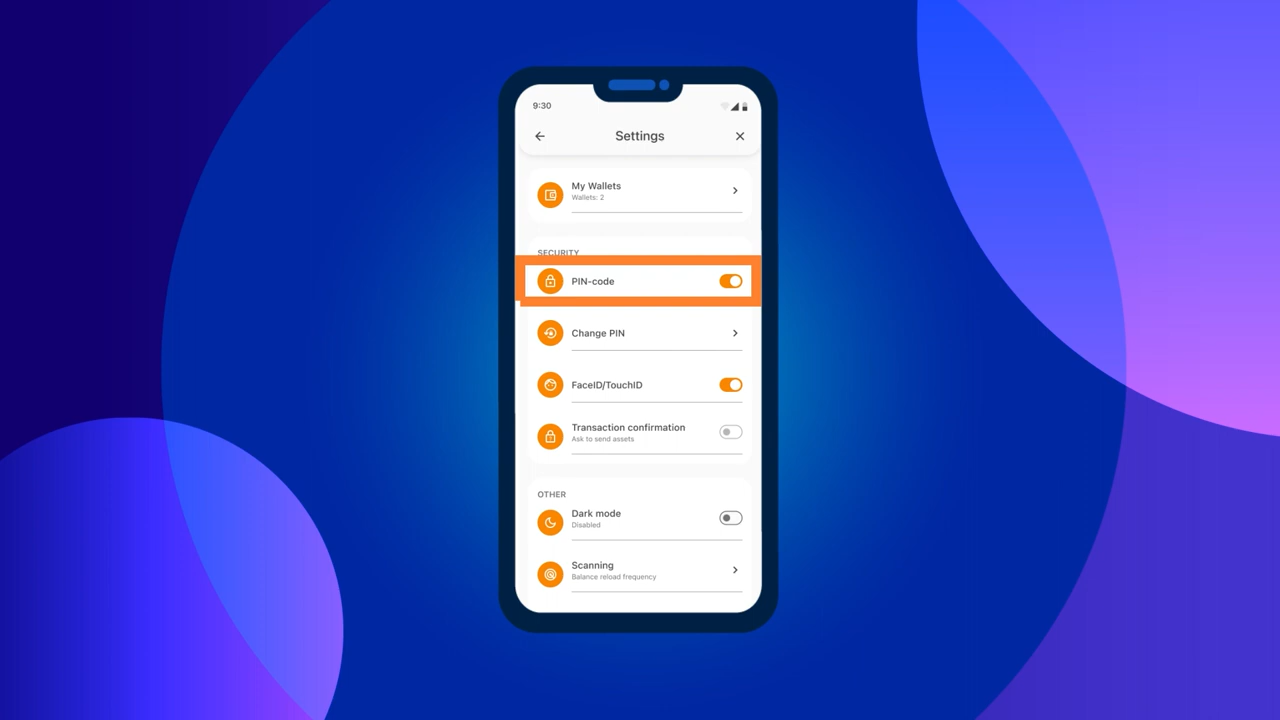 9:30
Settings
My Wallets
Wallets: 2
SECURITY
PIN-code
Change PIN
FaceID/TouchID
Transaction confirmation
Ask to send assets
OTHER
Dark mode
Disabled
Scanning
Balance reload frequency